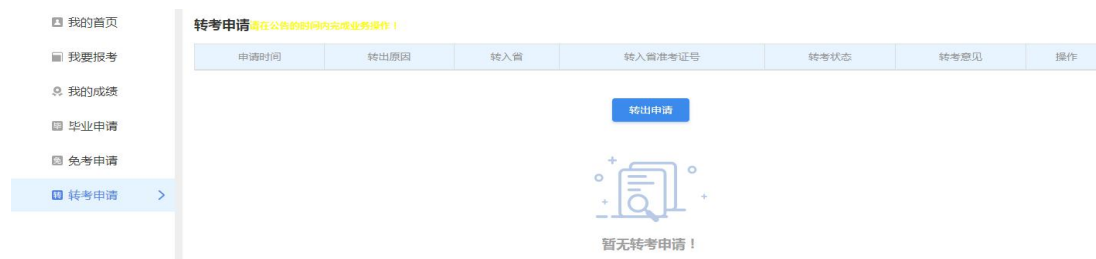 我的首页
我要报考
我的成绩
毕业申请
免考申请
转考申请
转考申请请在公告的时间内完成业务操作！
申请时间 转出原因 转入省 转入省准考证号 转考状态 转考意见 操作
转出申请
暂无转考申请！